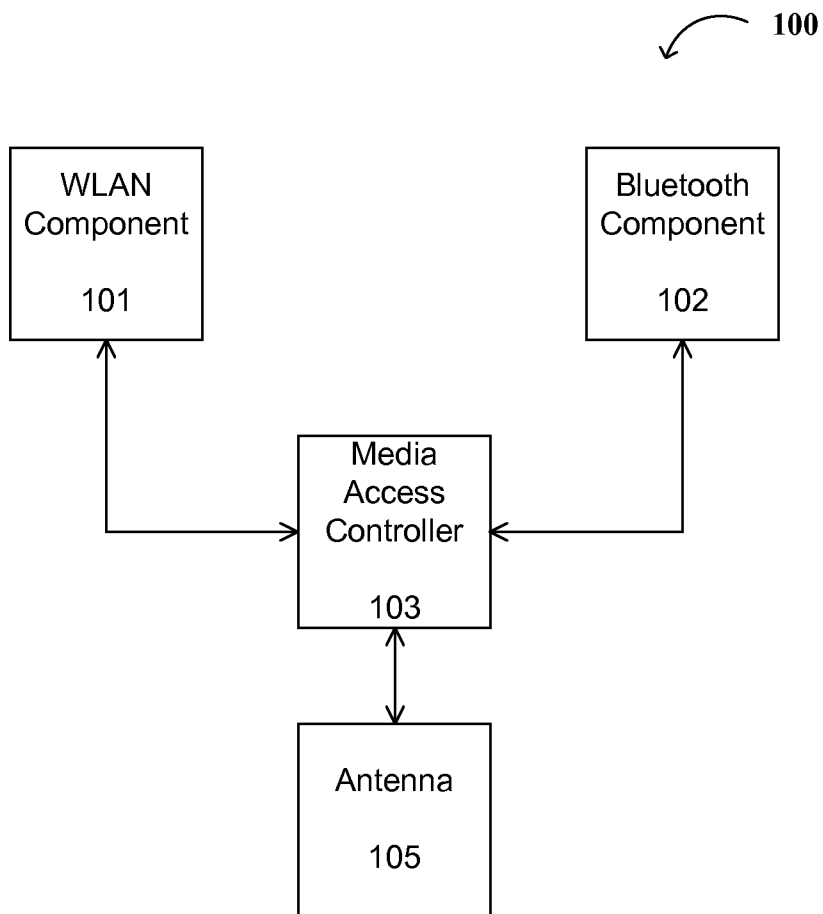 100
WLAN
Component
101
Bluetooth
Component
102
Media
Access
Controller
103
Antenna
105